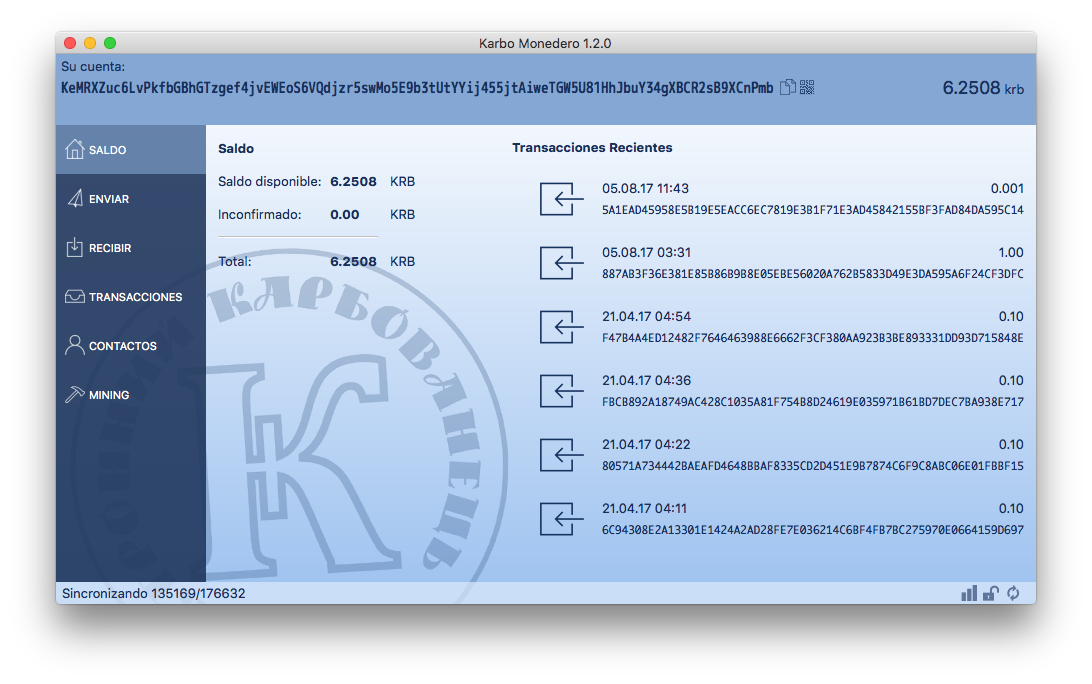 Karbo Monedero 1.2.0
Su cuenta:
KeMRXZuc6LvPkfbGBhGTzgef4jvEWEoS6VQdjzr5swMo5E9b3tUtYYij455jtAiweTGW5U81HhJbuY34gXBCR2sB9XCnPmb
6.2508 krb
SALDO
ENVIAR
RECIBIR
TRANSACCIONES
CONTACTOS
MINING
Saldo
Saldo disponible: 6.2508 KRB
Inconfirmado: 0.00 KRB
Total: 6.2508 KRB
Transacciones Recientes
05.08.17 11:43 0.001
5A1EAD45958E5B19E5EACC6EC7819E3B1F71E3AD45842155BF3FAD84DA595C14
05.08.17 03:31 1.00
887AB3F36E381E85B86B9B8E05EBE56020A762B5833D49E3DA595A6F24CF3DFC
21.04.17 04:54 0.10
F47B4A4ED12482F7646463988E6662F3CF380AA923B3BE893331DD93D715848E
21.04.17 04:36 0.10
FBCB892A18749AC428C1035A81F754B8D24619E035971B61BD7DEC7BA938E717
21.04.17 04:22 0.10
80571A734442BAEAFD4648BBAF8335CD2D451E9B7874C6F9C8ABC06E01FBBF15
21.04.17 04:11 0.10
6C94308E2A13301E1424A2AD28FE7E036214C6BF4FB7BC275970E0664159D697
КАРБОВАНЕЦЬ
К
Sincronizando 135169/176632